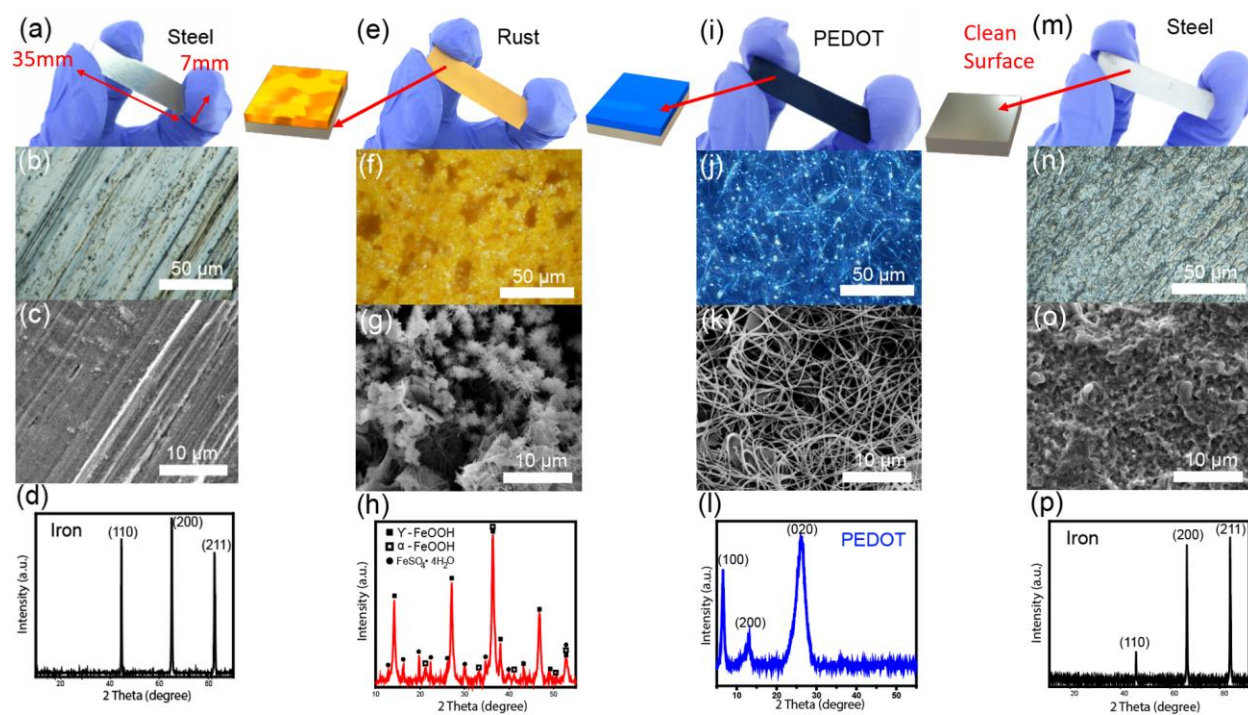 (a)
Steel
35mm
7mm
(e)
Rust
(i)
PEDOT
Clean
Surface
(m)
Steel
(b)
50 µm
(f)
50 µm
(j)
50 µm
(n)
50 µm
(c)
10 µm
(g)
10 µm
(k)
10 µm
(o)
10 µm
(d)
Iron
(110)
(200)
(211)
Intensity (a.u.)
20 40 60 80
2 Theta (degree)
(h)
ϒ-FeOOH
α-FeOOH
FeSO₄• 4H₂O
Intensity (a.u.)
10 20 30 40 50
2 Theta (degree)
(l)
(020)
PEDOT
(100)
(200)
Intensity (a.u.)
10 20 30 40 50
2 Theta (degree)
(p)
Iron
(211)
(200)
(110)
Intensity (a.u.)
20 40 60 80
2 Theta (degree)